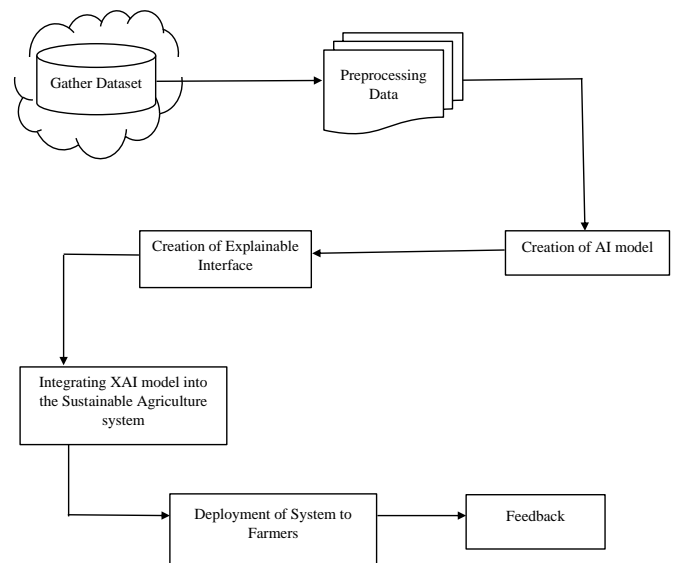 Gather Dataset
Preprocessing
Data
Creation of AI model
Creation of Explainable
Interface
Integrating XAI model into
the Sustainable Agriculture
system
Deployment of System to
Farmers
Feedback